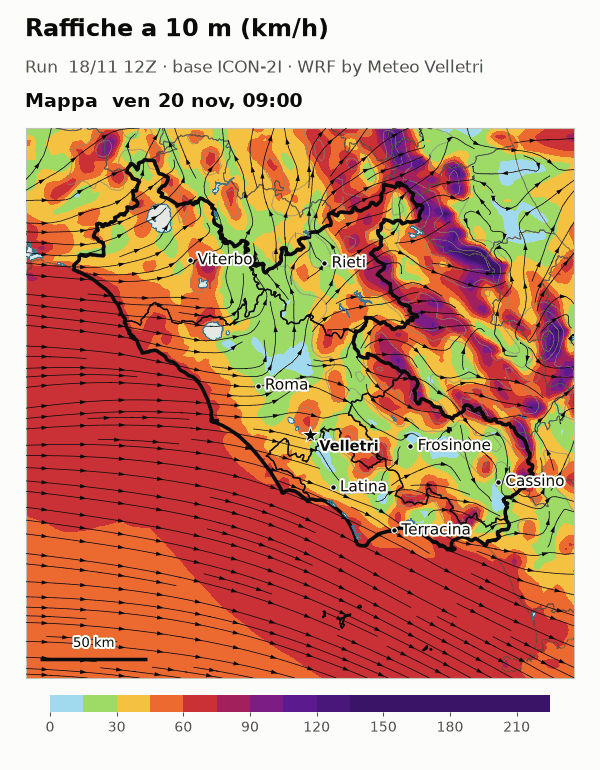 Raffiche a 10 m (km/h)
Run 18/11 12Z · base ICON-2I · WRF by Meteo Velletri
Mappa ven 20 nov, 09:00
Viterbo
Rieti
Roma
Velletri
Frosinone
Latina
Cassino
Terracina
50 km
0 30 60 90 120 150 180 210